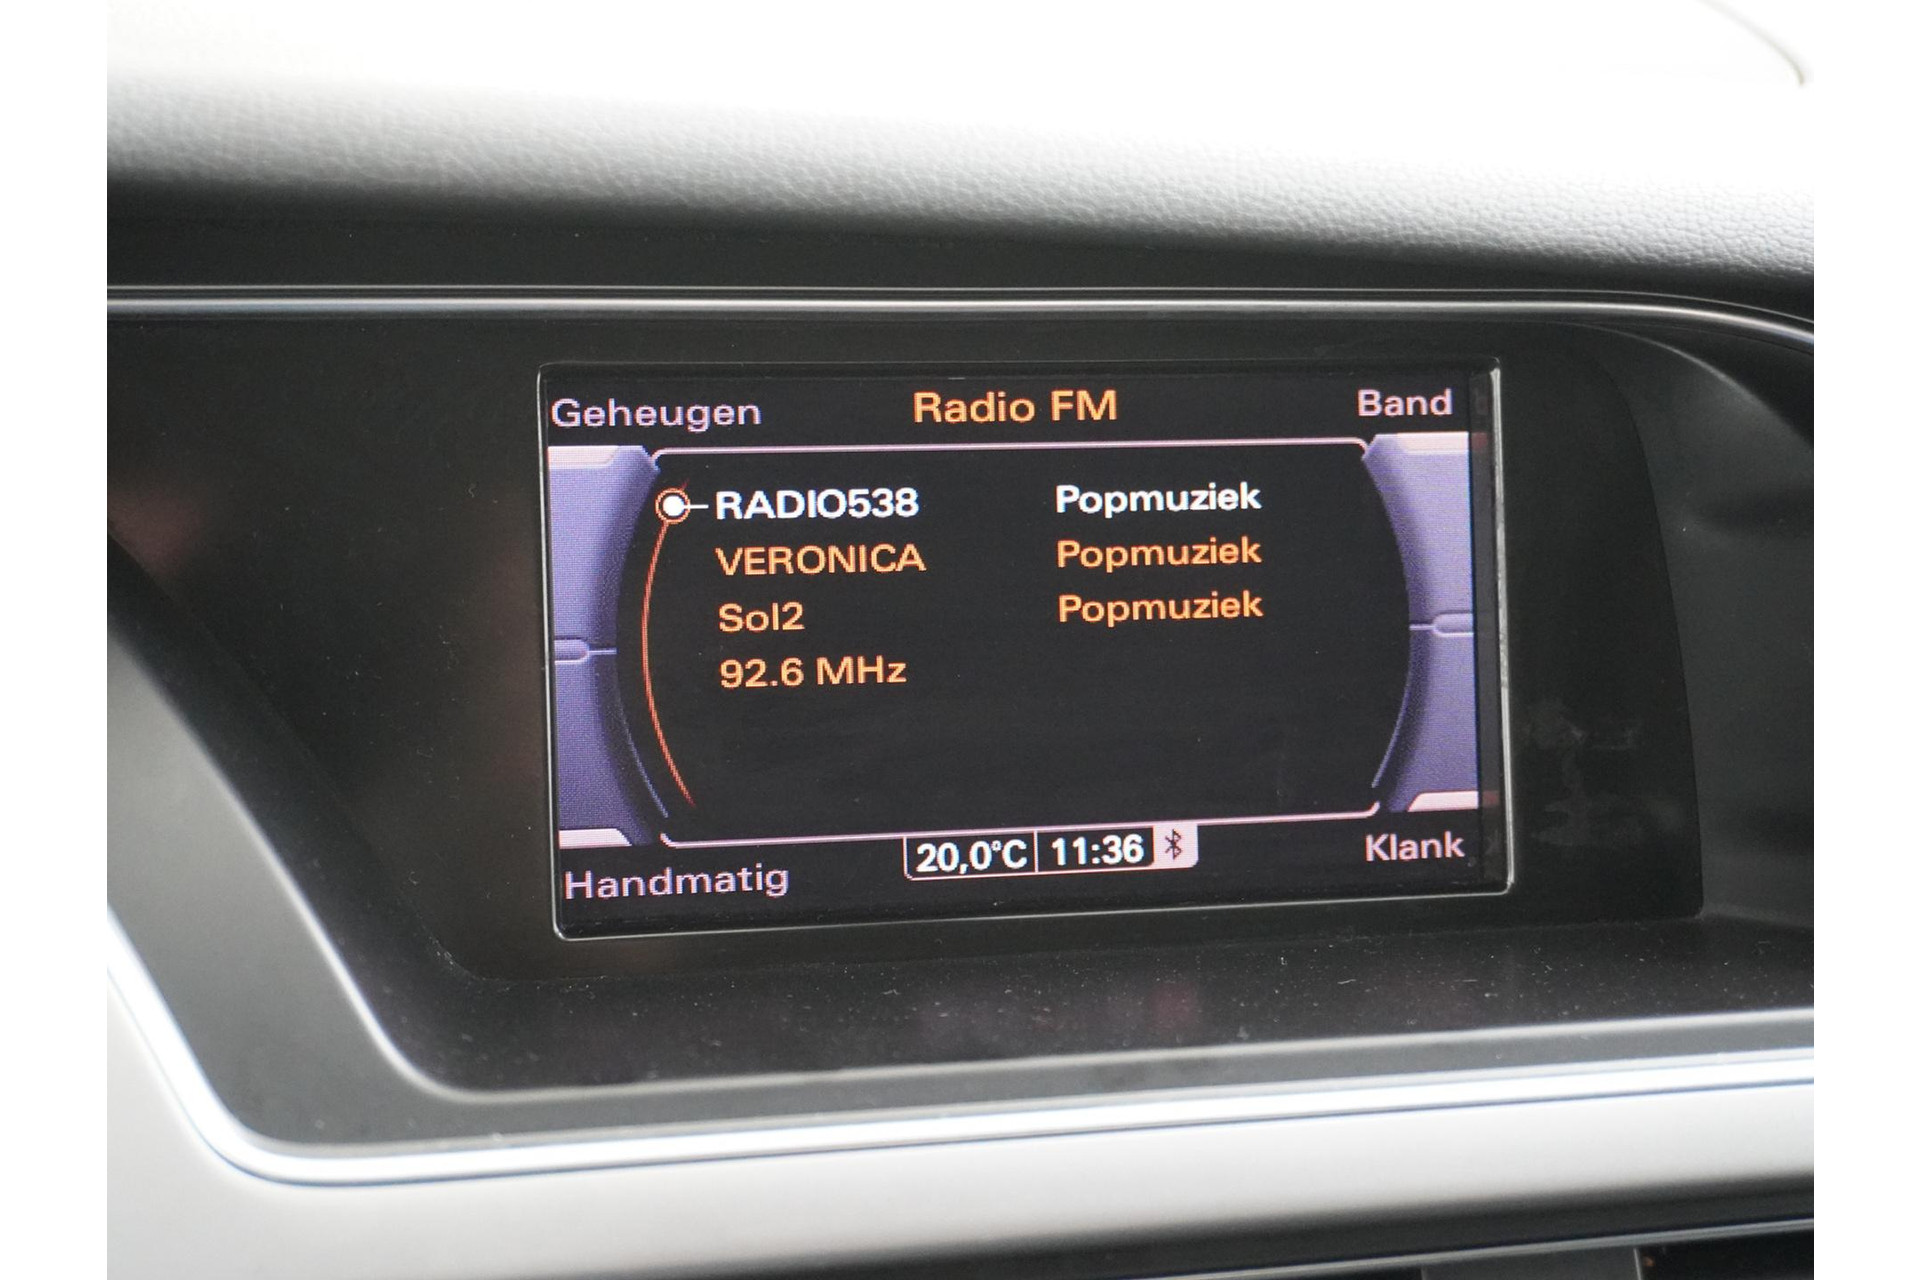 Geheugen Radio FM Band
RADIO538 Popmuziek
VERONICA Popmuziek
Sol2 Popmuziek
92.6 MHz
20,0°C 11:36
Handmatig Klank